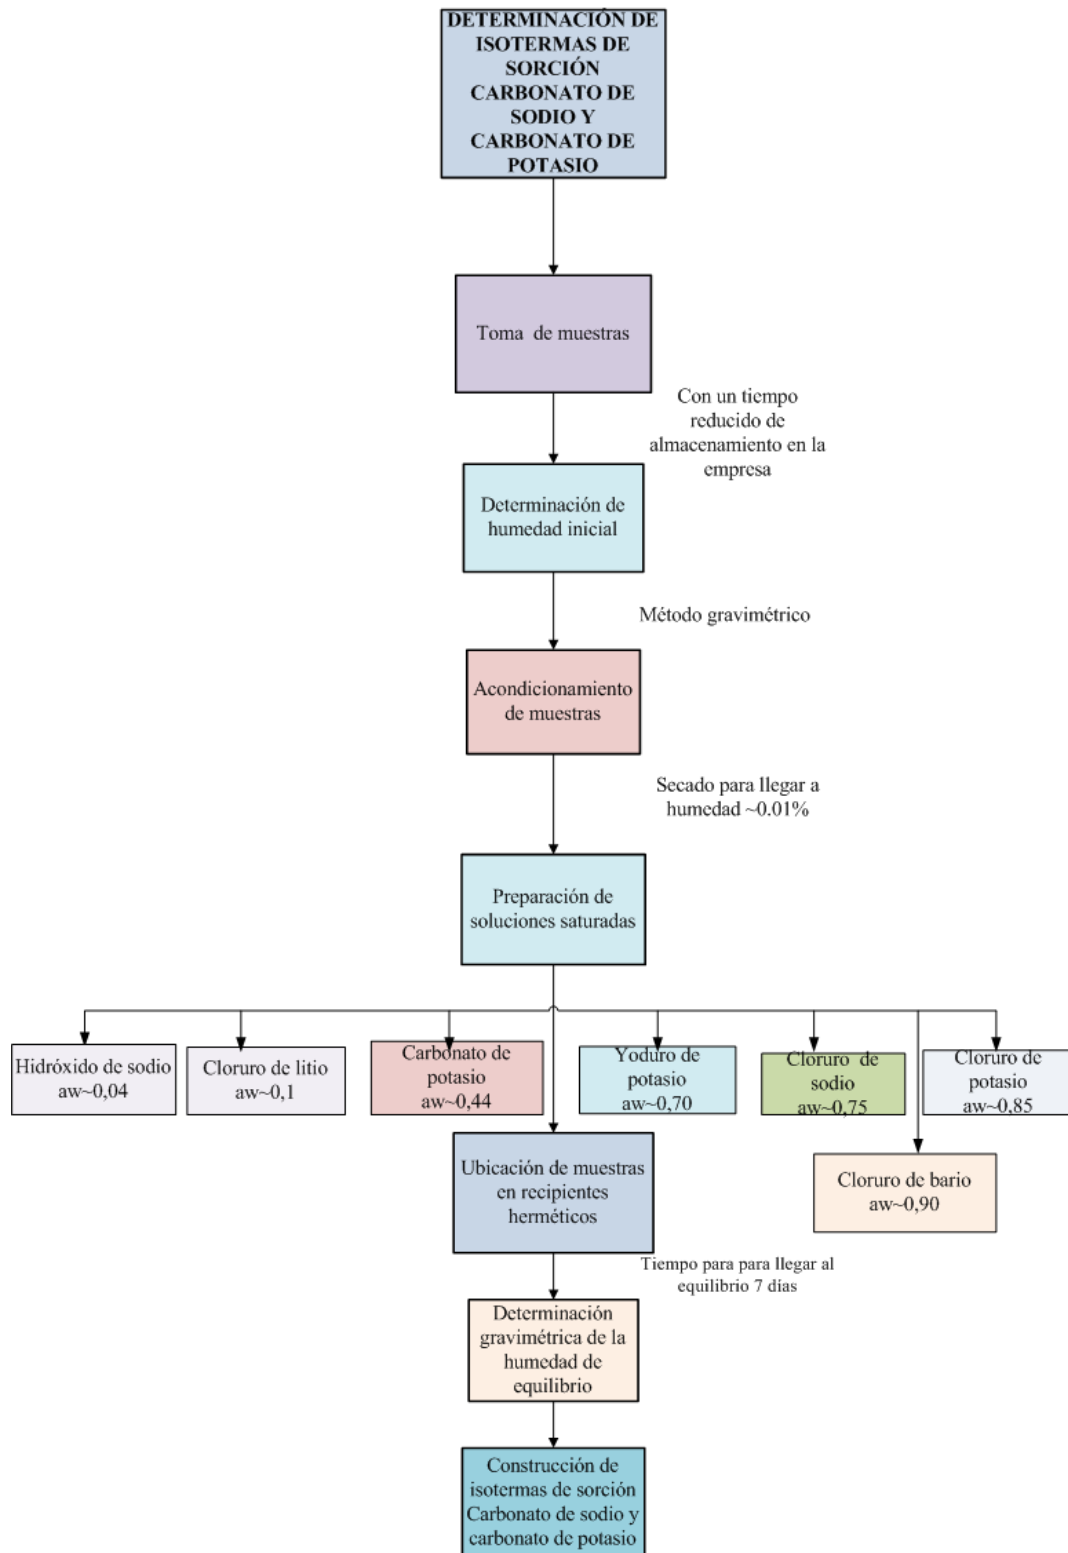 DETERMINACIÓN DE
ISOTERMAS DE
SORCIÓN
CARBONATO DE
SODIO Y
CARBONATO DE
POTASIO
Toma de muestras
Con un tiempo
reducido de
almacenamiento en la
empresa
Determinación de
humedad inicial
Método gravimétrico
Acondicionamiento
de muestras
Secado para llegar a
humedad ~0.01%
Preparación de
soluciones saturadas
Hidróxido de sodio
aw~0,04
Cloruro de litio
aw~0,1
Carbonato de
potasio
aw~0,44
Yoduro de
potasio
aw~0,70
Cloruro de
sodio
aw~0,75
Cloruro de
potasio
aw~0,85
Cloruro de bario
aw~0,90
Ubicación de muestras
en recipientes
herméticos
Tiempo para para llegar al
equilibrio 7 días
Determinación
gravimétrica de la
humedad de
equilibrio
Construcción de
isotermas de sorción
Carbonato de sodio y
carbonato de potasio